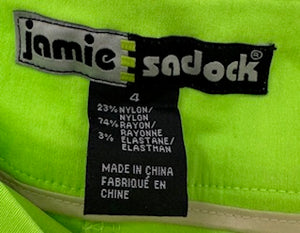 jamie sadock®
4
23% NYLON/
NYLON
74% RAYON/
RAYONNE
3% ELASTANE/
ELASTHAN
MADE IN CHINA
FABRIQUÉ EN
CHINE